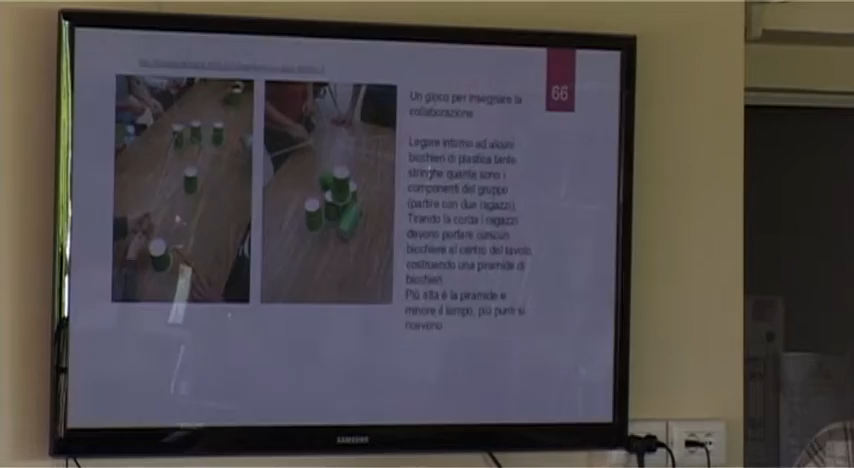 66
Un gioco per insegnare la
collaborazione
Legare intorno ad alcuni
bicchieri di plastica tante
stringhe quante sono i
componenti del gruppo
(partire con due ragazzi).
Tirando la corda i ragazzi
devono portare ciascun
bicchiere al centro del tavolo,
costruendo una piramide di
bicchieri.
Più alta è la piramide e
minore il tempo, più punti si
ricevono
SAMSUNG